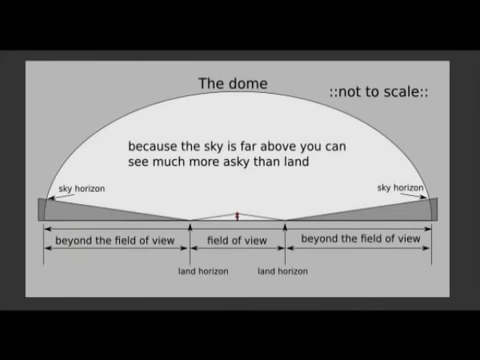 The dome
::not to scale::
because the sky is far above you can
see much more asky than land
sky horizon
sky horizon
beyond the field of view
field of view
beyond the field of view
land horizon
land horizon